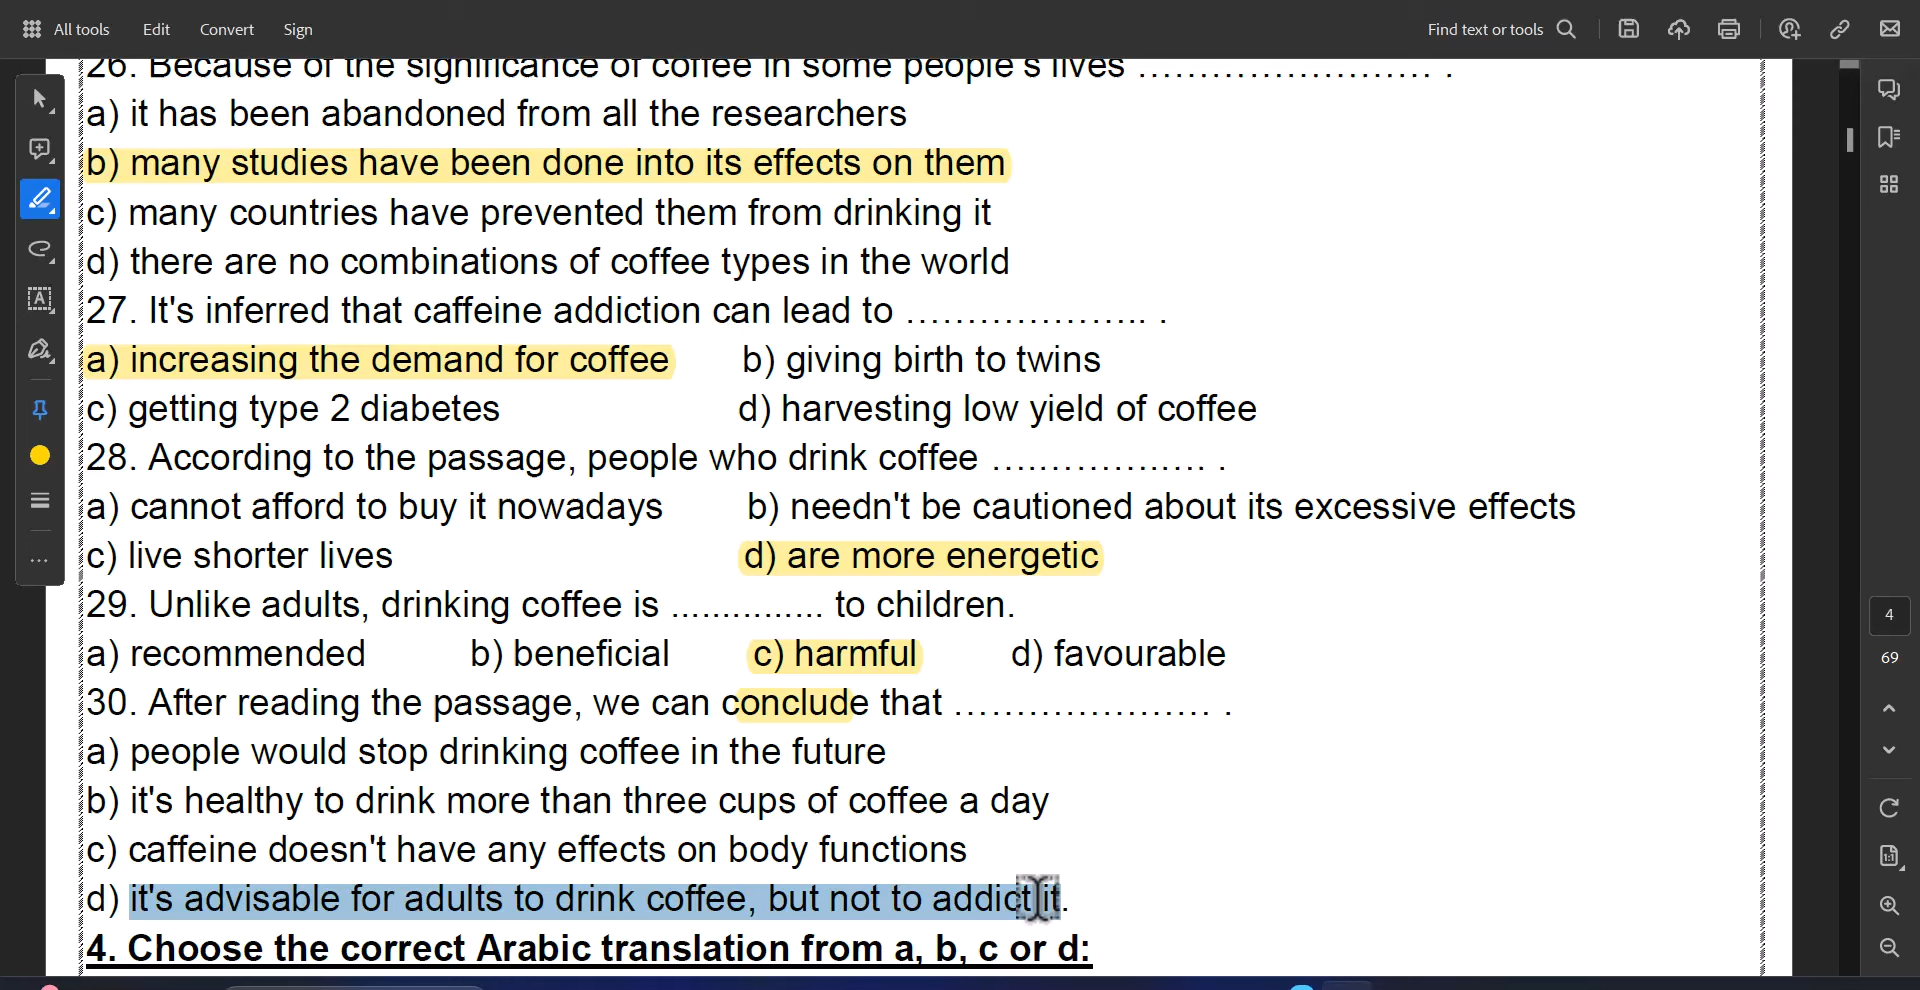 All tools Edit Convert Sign Find text or tools
26. Because of the significance of coffee in some people's lives ........................ .
a) it has been abandoned from all the researchers
b) many studies have been done into its effects on them
c) many countries have prevented them from drinking it
d) there are no combinations of coffee types in the world
27. It's inferred that caffeine addiction can lead to .................... .
a) increasing the demand for coffee b) giving birth to twins
c) getting type 2 diabetes d) harvesting low yield of coffee
28. According to the passage, people who drink coffee .................. .
a) cannot afford to buy it nowadays b) needn't be cautioned about its excessive effects
c) live shorter lives d) are more energetic
29. Unlike adults, drinking coffee is ............... to children.
a) recommended b) beneficial c) harmful d) favourable
30. After reading the passage, we can conclude that ..................... .
a) people would stop drinking coffee in the future
b) it's healthy to drink more than three cups of coffee a day
c) caffeine doesn't have any effects on body functions
d) it's advisable for adults to drink coffee, but not to addict it.
4. Choose the correct Arabic translation from a, b, c or d:
4
69